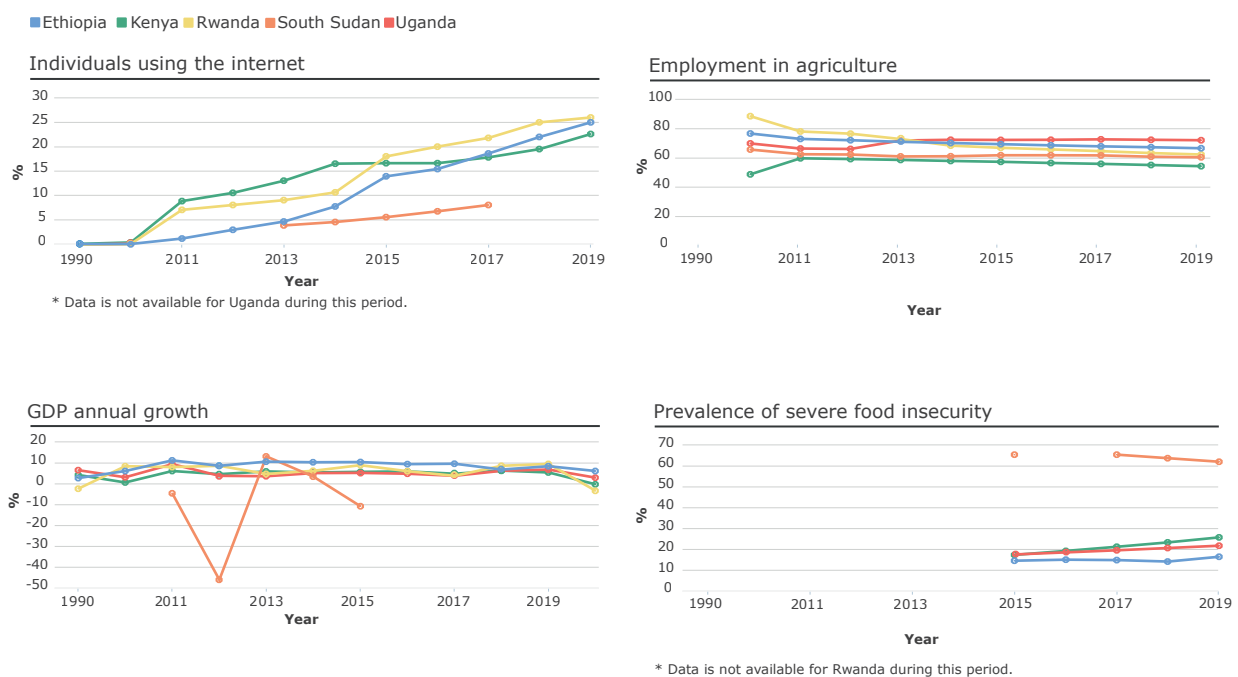 Ethiopia Kenya Rwanda South Sudan Uganda
Individuals using the internet
30
25
20
15
10
5
0
%
1990 2011 2013 2015 2017 2019
Year
* Data is not available for Uganda during this period.
Employment in agriculture
100
80
60
40
20
0
%
1990 2011 2013 2015 2017 2019
Year
GDP annual growth
20
10
0
-10
-20
-30
-40
-50
%
1990 2011 2013 2015 2017 2019
Year
Prevalence of severe food insecurity
70
60
50
40
30
20
10
0
%
1990 2011 2013 2015 2017 2019
Year
* Data is not available for Rwanda during this period.